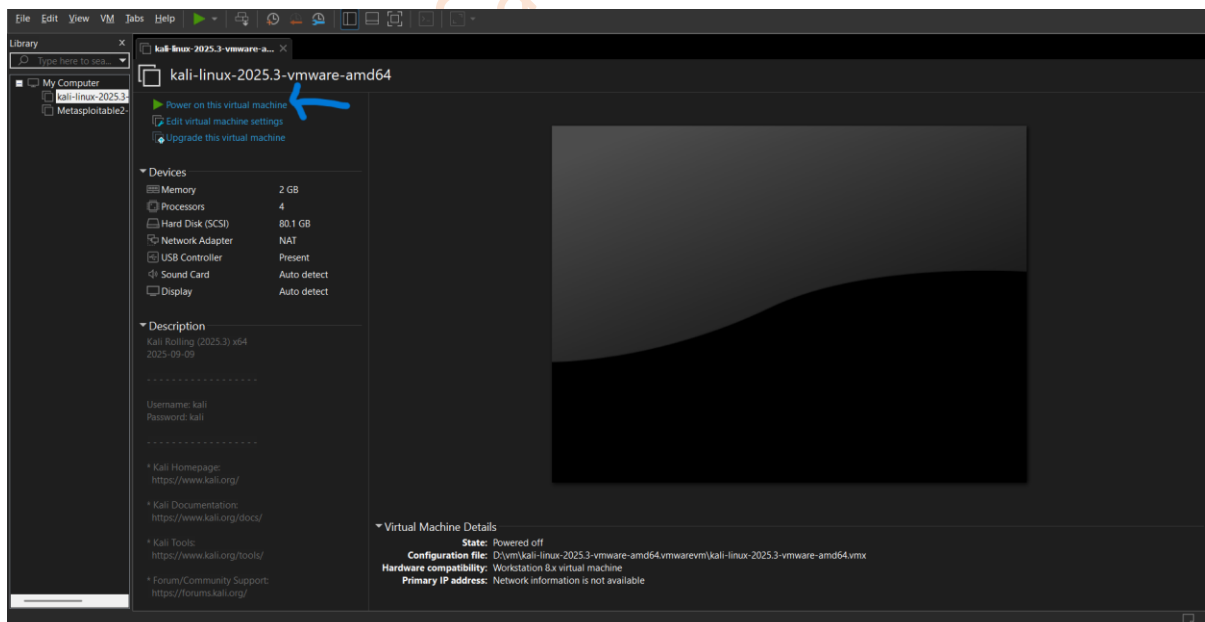 File Edit View VM Tabs Help
Library X
Type here to sea...
My Computer
kali-linux-2025.3-
Metasploitable2-
kali-linux-2025.3-vmware-a... ×
kali-linux-2025.3-vmware-amd64
Power on this virtual machine
Edit virtual machine settings
Upgrade this virtual machine
Devices
Memory 2 GB
Processors 4
Hard Disk (SCSI) 80.1 GB
Network Adapter NAT
USB Controller Present
Sound Card Auto detect
Display Auto detect
Description
Kali Rolling (2025.3) x64
2025-09-09
- - - - - - - - - - - - - - - - - -
Username: kali
Password: kali
- - - - - - - - - - - - - - - - - -
* Kali Homepage:
https://www.kali.org/
* Kali Documentation:
https://www.kali.org/docs/
* Kali Tools:
https://www.kali.org/tools/
* Forum/Community Support:
https://forums.kali.org/
Virtual Machine Details
State: Powered off
Configuration file: D:\vm\kali-linux-2025.3-vmware-amd64.vmwarevm\kali-linux-2025.3-vmware-amd64.vmx
Hardware compatibility: Workstation 8.x virtual machine
Primary IP address: Network information is not available